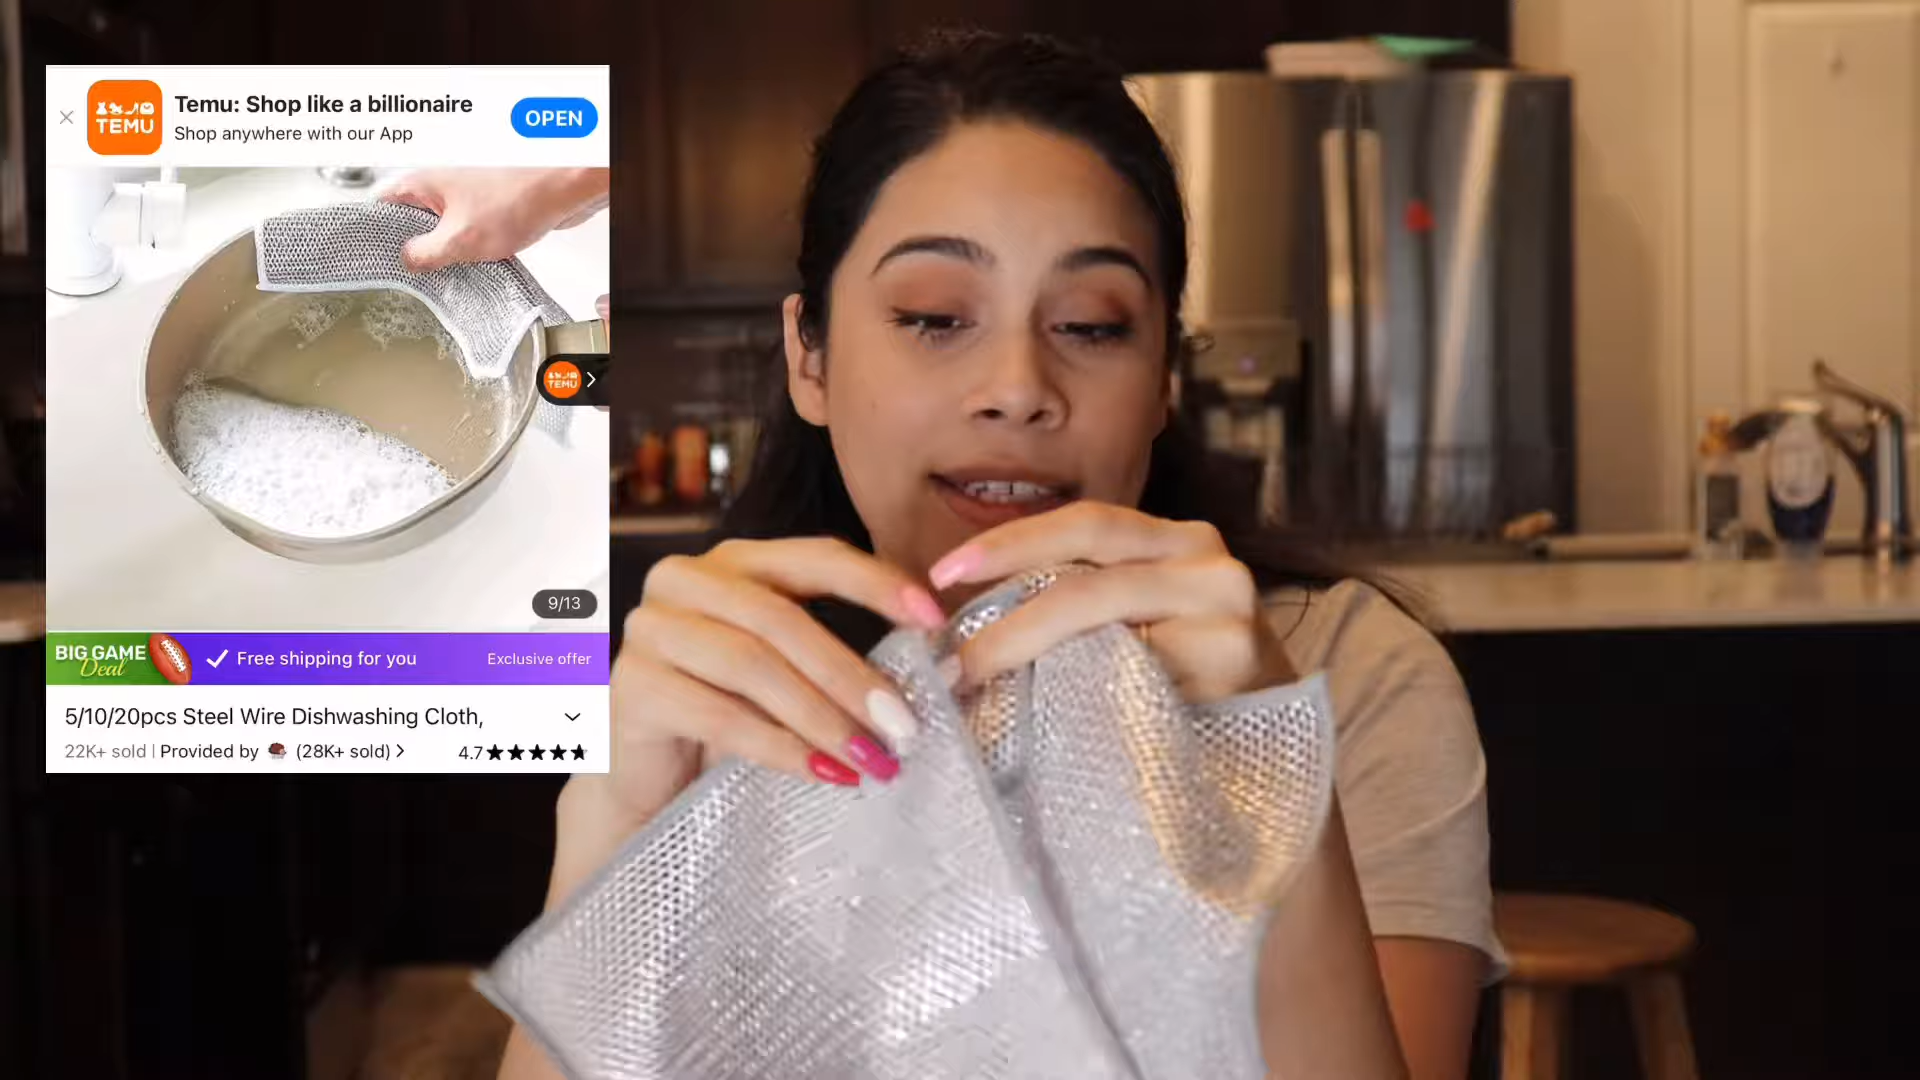 Temu: Shop like a billionaire
Shop anywhere with our App
OPEN
TEMU
TEMU
9/13
BIG GAME
Deal
Free shipping for you
Exclusive offer
5/10/20pcs Steel Wire Dishwashing Cloth,
22K+ sold | Provided by (28K+ sold)
4.7